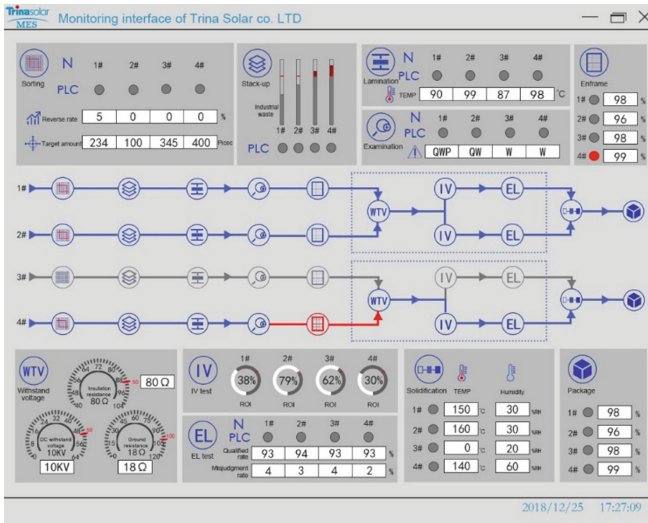 Trinasolar
MES
Monitoring interface of Trina Solar co. LTD
Sorting
N 1# 2# 3# 4#
PLC
Reverse rate 5 0 0 0 %
Target amount 234 100 345 400 Pices
Stack-up
Industrial
waste
1# 2# 3# 4#
PLC
Lamination
N 1# 2# 3# 4#
PLC
TEMP 90 99 87 98 °C
Examination
N 1# 2# 3# 4#
PLC
QWP QW W W
Enframe
1# 98 %
2# 96 %
3# 98 %
4# 99 %
1#
IV EL
WTV
2#
IV EL
3#
IV EL
WTV
4#
IV EL
WTV
Withstand
voltage
Insulation
resistance
80 Ω
80 Ω
DC withstand
voltage
10KV
10KV
Ground
resistance
18 Ω
18 Ω
IV
IV test
1# 2# 3# 4#
38% 79% 62% 30%
ROI ROI ROI ROI
EL
EL test
N 1# 2# 3# 4#
PLC
Qualified
rate 93 94 93 93 %
Misjudgment
rate 4 3 4 2 %
Solidification TEMP Humidity
1# 150 °C 30 %RH
2# 160 °C 30 %RH
3# 0 °C 20 %RH
4# 140 °C 60 %RH
Package
1# 98 %
2# 96 %
3# 98 %
4# 99 %
2018/12/25 17:27:09